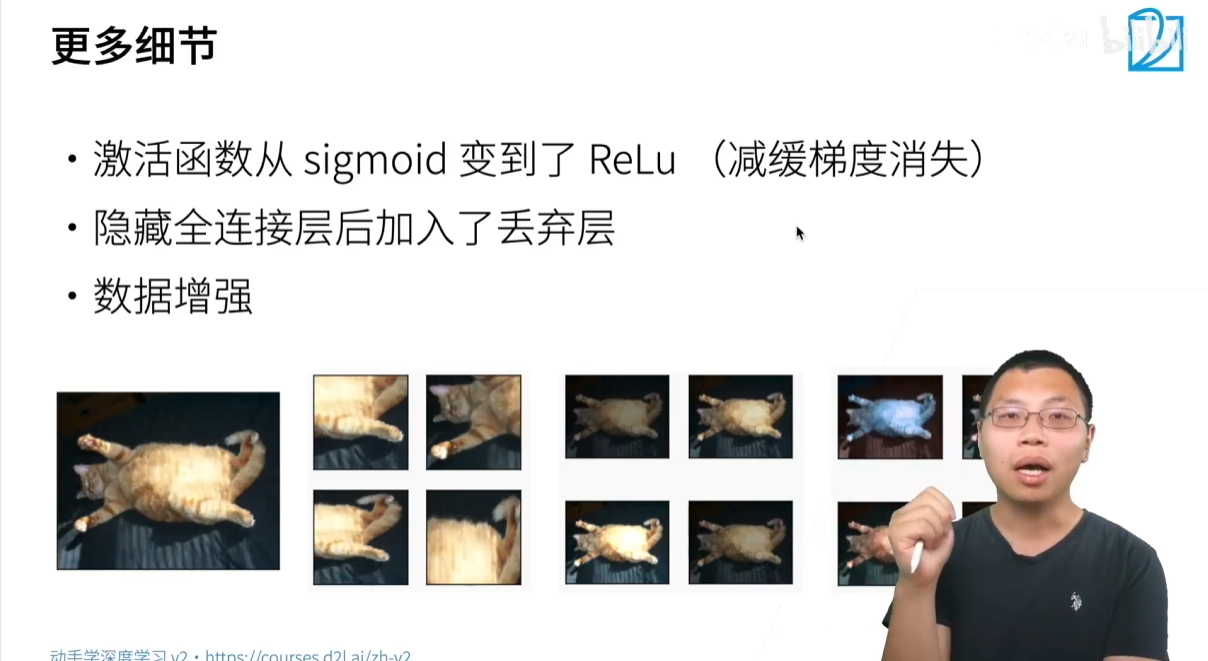 更多细节
bilibili
• 激活函数从 sigmoid 变到了 ReLu （减缓梯度消失）
• 隐藏全连接层后加入了丢弃层
• 数据增强
动手学深度学习 v2 • https://courses.d2l.ai/zh-v2